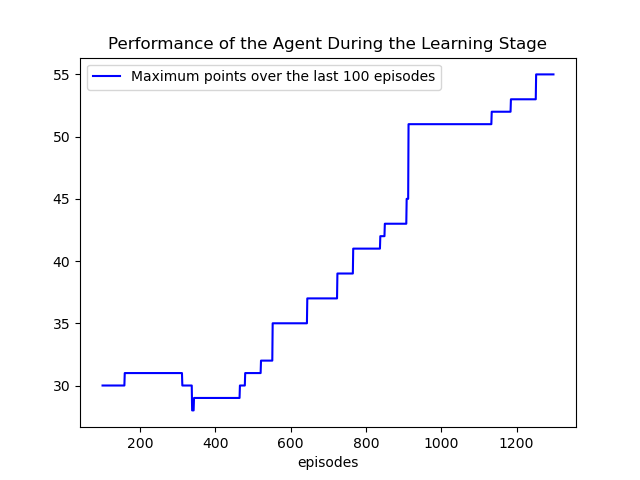 Performance of the Agent During the Learning Stage
Maximum points over the last 100 episodes
55
50
45
40
35
30
200 400 600 800 1000 1200
episodes